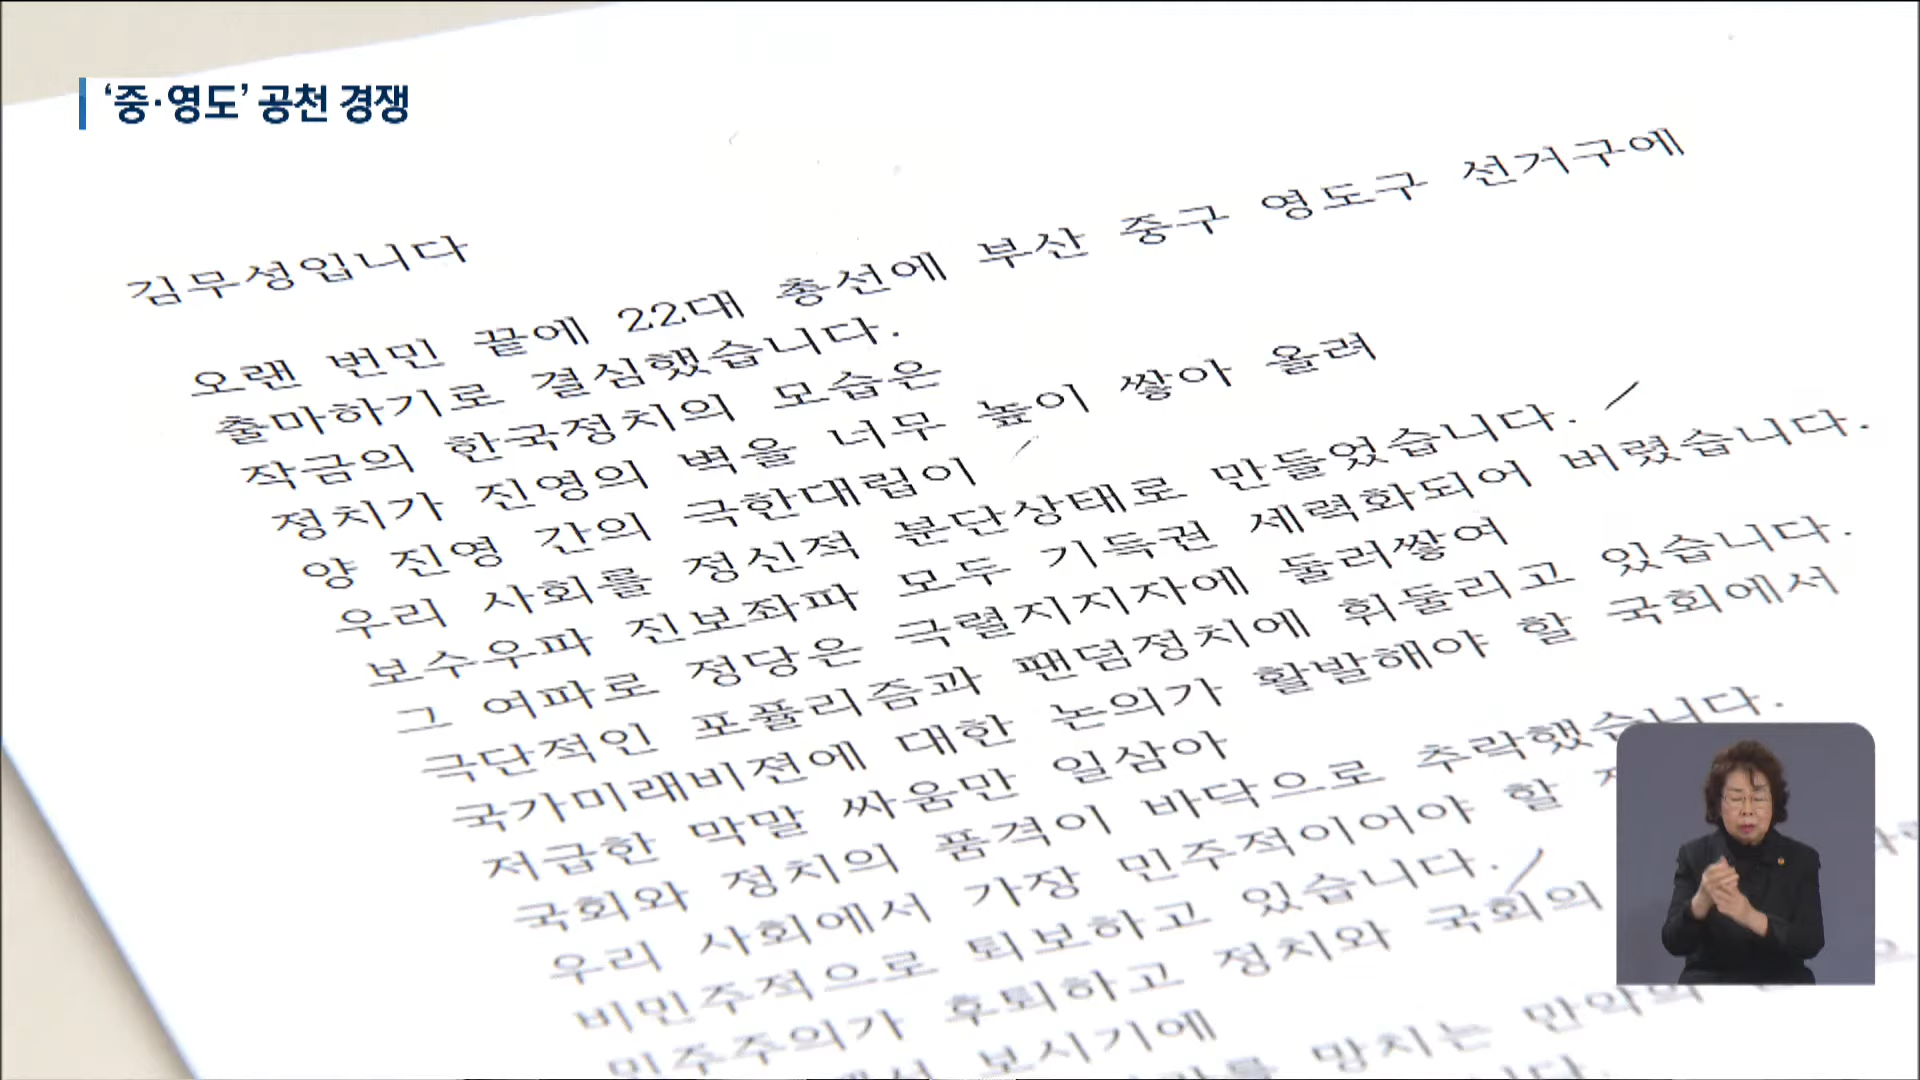 ‘중·영도’ 공천 경쟁
김무성입니다
오랜 번민 끝에 22대 총선에 부산 중구 영도구 선거구에
출마하기로 결심했습니다.
작금의 한국정치의 모습은
정치가 진영의 벽을 너무 높이 쌓아 올려
양 진영 간의 극한대립이
우리 사회를 정신적 분단상태로 만들었습니다.
보수우파 진보좌파 모두 기득권 세력화되어 버렸습니다.
그 여파로 정당은 극렬지지자에 둘러쌓여
극단적인 포퓰리즘과 팬덤정치에 휘둘리고 있습니다.
국가미래비젼에 대한 논의가 활발해야 할 국회에서
저급한 막말 싸움만 일삼아
국회와 정치의 품격이 바닥으로 추락했습니다.
우리 사회에서 가장 민주적이어야 할
비민주적으로 퇴보하고 있습니다.
민주주의가 후퇴하고 정치와 국회의
보시기에
망치는 만악의